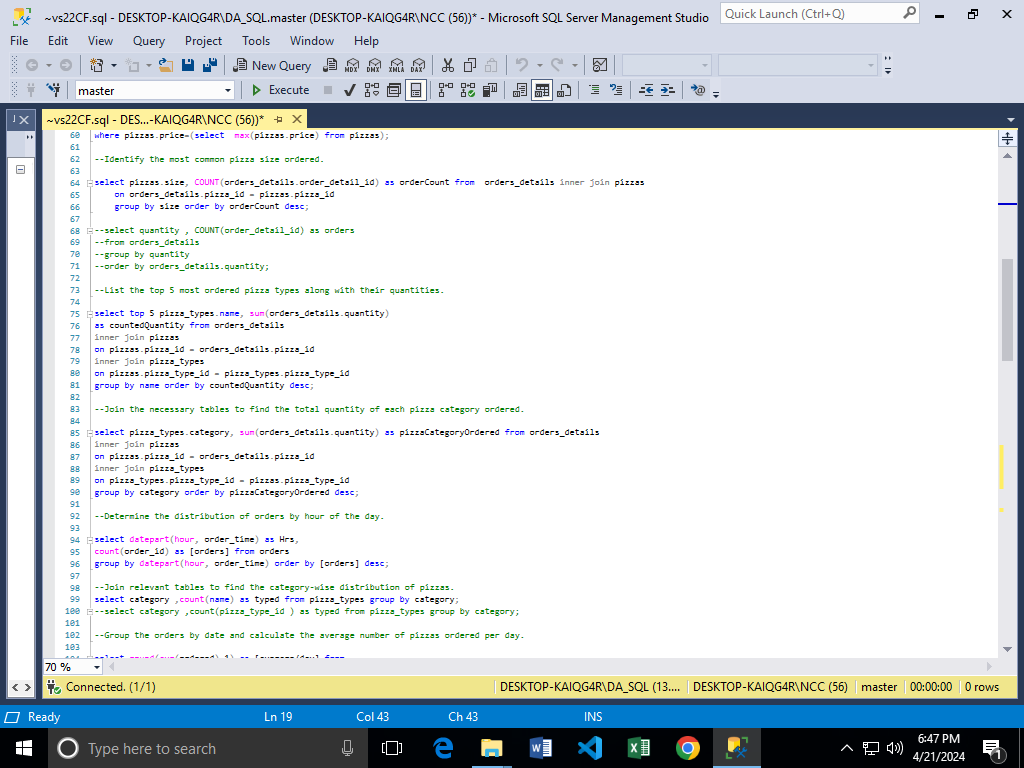 ~vs22CF.sql - DESKTOP-KAIQG4R\DA_SQL.master (DESKTOP-KAIQG4R\NCC (56))* - Microsoft SQL Server Management Studio
Quick Launch (Ctrl+Q)
File Edit View Query Project Tools Window Help
New Query MDX DMX XMLA DAX
master Execute
~vs22CF.sql - DES...-KAIQG4R\NCC (56))*
60 where pizzas.price=(select max(pizzas.price) from pizzas);
61
62 --Identify the most common pizza size ordered.
63
64 select pizzas.size, COUNT(orders_details.order_detail_id) as orderCount from orders_details inner join pizzas
65 on orders_details.pizza_id = pizzas.pizza_id
66 group by size order by orderCount desc;
67
68 --select quantity , COUNT(order_detail_id) as orders
69 --from orders_details
70 --group by quantity
71 --order by orders_details.quantity;
72
73 --List the top 5 most ordered pizza types along with their quantities.
74
75 select top 5 pizza_types.name, sum(orders_details.quantity)
76 as countedQuantity from orders_details
77 inner join pizzas
78 on pizzas.pizza_id = orders_details.pizza_id
79 inner join pizza_types
80 on pizzas.pizza_type_id = pizza_types.pizza_type_id
81 group by name order by countedQuantity desc;
82
83 --Join the necessary tables to find the total quantity of each pizza category ordered.
84
85 select pizza_types.category, sum(orders_details.quantity) as pizzaCategoryOrdered from orders_details
86 inner join pizzas
87 on pizzas.pizza_id = orders_details.pizza_id
88 inner join pizza_types
89 on pizza_types.pizza_type_id = pizzas.pizza_type_id
90 group by category order by pizzaCategoryOrdered desc;
91
92 --Determine the distribution of orders by hour of the day.
93
94 select datepart(hour, order_time) as Hrs,
95 count(order_id) as [orders] from orders
96 group by datepart(hour, order_time) order by [orders] desc;
97
98 --Join relevant tables to find the category-wise distribution of pizzas.
99 select category ,count(name) as typed from pizza_types group by category;
100 --select category ,count(pizza_type_id ) as typed from pizza_types group by category;
101
102 --Group the orders by date and calculate the average number of pizzas ordered per day.
103
70 %
Connected. (1/1) DESKTOP-KAIQG4R\DA_SQL (13.... DESKTOP-KAIQG4R\NCC (56) master 00:00:00 0 rows
Ready Ln 19 Col 43 Ch 43 INS
Type here to search
6:47 PM
4/21/2024
1